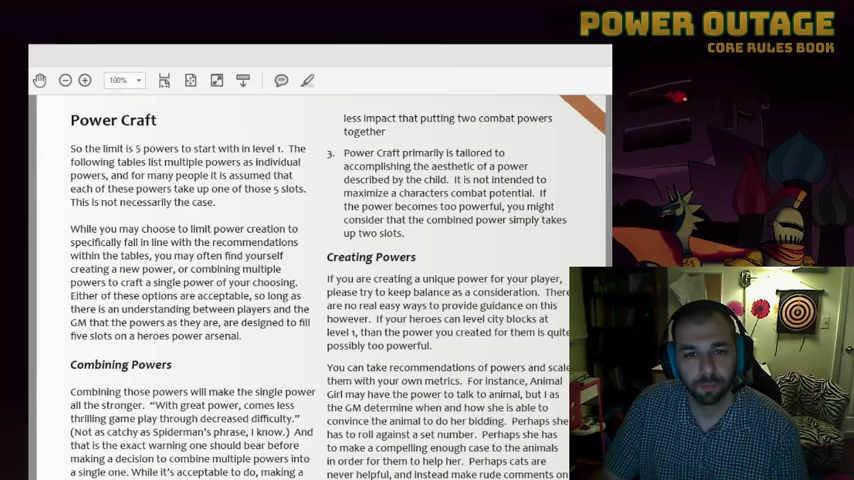 POWER OUTAGE
CORE RULES BOOK
100%
Power Craft
So the limit is 5 powers to start with in level 1. The
following tables list multiple powers as individual
powers, and for many people it is assumed that
each of these powers take up one of those 5 slots.
This is not necessarily the case.
While you may choose to limit power creation to
specifically fall in line with the recommendations
within the tables, you may often find yourself
creating a new power, or combining multiple
powers to craft a single power of your choosing.
Either of these options are acceptable, so long as
there is an understanding between players and the
GM that the powers as they are, are designed to fill
five slots on a heroes power arsenal.
Combining Powers
Combining those powers will make the single power
all the stronger. “With great power, comes less
thrilling game play through decreased difficulty.”
(Not as catchy as Spiderman’s phrase, I know.) And
that is the exact warning one should bear before
making a decision to combine multiple powers into
a single one. While it’s acceptable to do, making a
less impact that putting two combat powers
together
3. Power Craft primarily is tailored to
accomplishing the aesthetic of a power
described by the child. It is not intended to
maximize a characters combat potential. If
the power becomes too powerful, you might
consider that the combined power simply takes
up two slots.
Creating Powers
If you are creating a unique power for your player,
please try to keep balance as a consideration. There
are no real easy ways to provide guidance on this
however. If your heroes can level city blocks at
level 1, than the power you created for them is quite
possibly too powerful.
You can take recommendations of powers and scale
them with your own metrics. For instance, Animal
Girl may have the power to talk to animal, but I as
the GM determine when and how she is able to
convince the animal to do her bidding. Perhaps she
has to roll against a set number. Perhaps she has
to make a compelling enough case to the animals
in order for them to help her. Perhaps cats are
never helpful, and instead make rude comments on